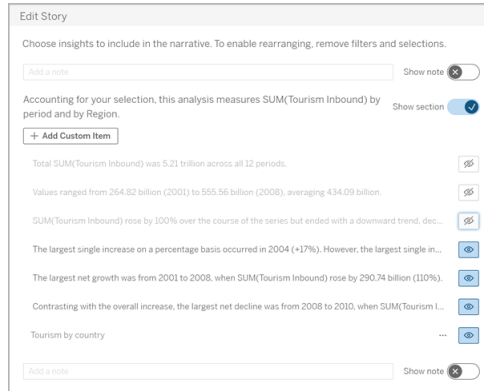 Edit Story
Choose insights to include in the narrative. To enable rearranging, remove filters and selections.
Add a note
Show note
Accounting for your selection, this analysis measures SUM(Tourism Inbound) by
period and by Region.
Show section
+ Add Custom Item
Total SUM(Tourism Inbound) was 5.21 trillion across all 12 periods.
Values ranged from 264.82 billion (2001) to 555.56 billion (2008), averaging 434.09 billion.
SUM(Tourism Inbound) rose by 100% over the course of the series but ended with a downward trend, dec...
The largest single increase on a percentage basis occurred in 2004 (+17%). However, the largest single in...
The largest net growth was from 2001 to 2008, when SUM(Tourism Inbound) rose by 290.74 billion (110%).
Contrasting with the overall increase, the largest net decline was from 2008 to 2010, when SUM(Tourism I...
Tourism by country
...
Add a note
Show note